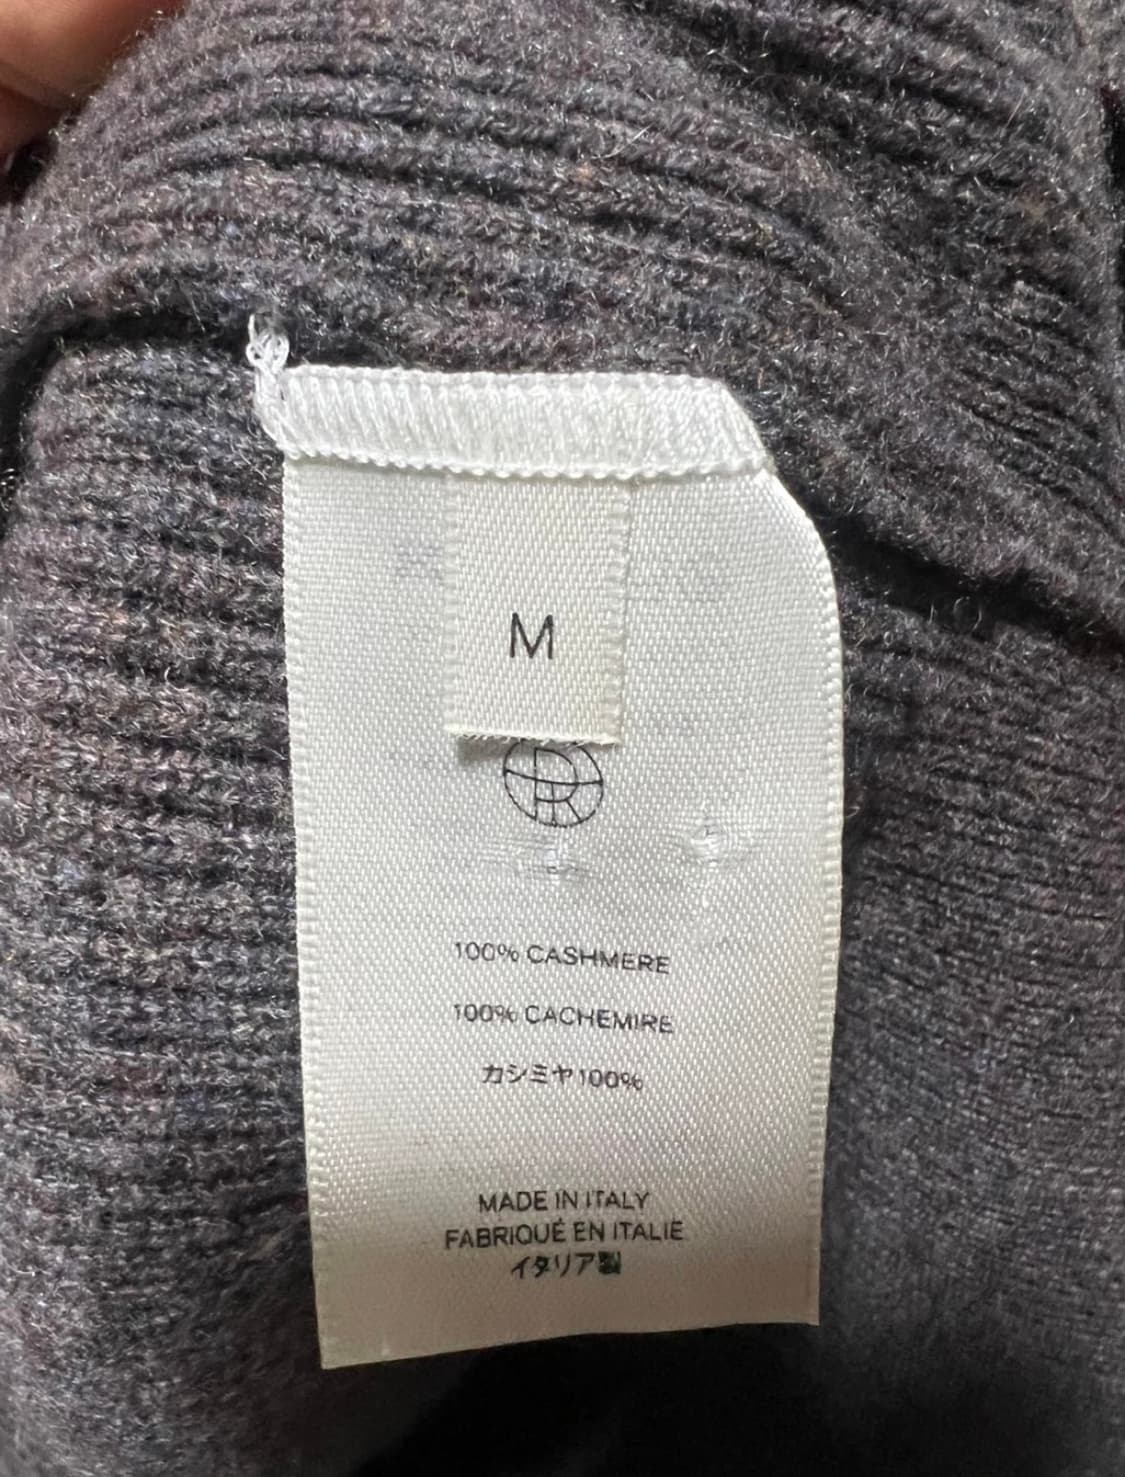 M
100% CASHMERE
100% CACHEMIRE
カシミヤ100%
MADE IN ITALY
FABRIQUÉ EN ITALIE
イタリア製